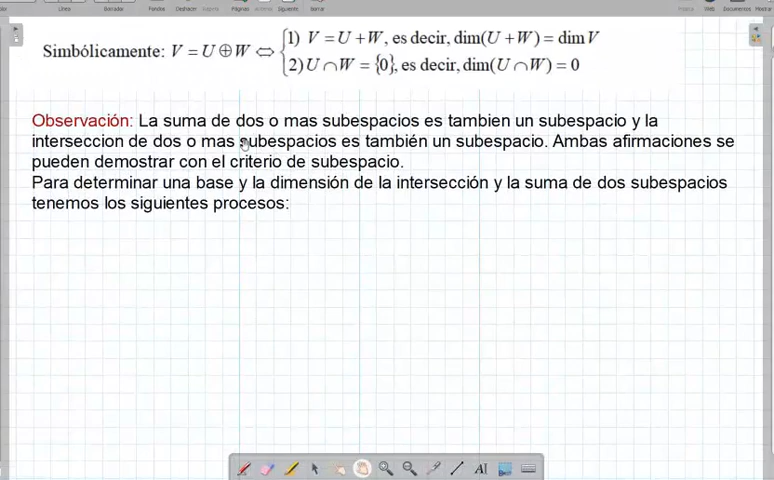 Simbólicamente: V = U ⊕ W ⇔ {1) V = U + W, es decir, dim(U + W) = dim V
2) U ∩ W = {0}, es decir, dim(U ∩ W) = 0
Observación: La suma de dos o mas subespacios es tambien un subespacio y la
interseccion de dos o mas subespacios es también un subespacio. Ambas afirmaciones se
pueden demostrar con el criterio de subespacio.
Para determinar una base y la dimensión de la intersección y la suma de dos subespacios
tenemos los siguientes procesos: